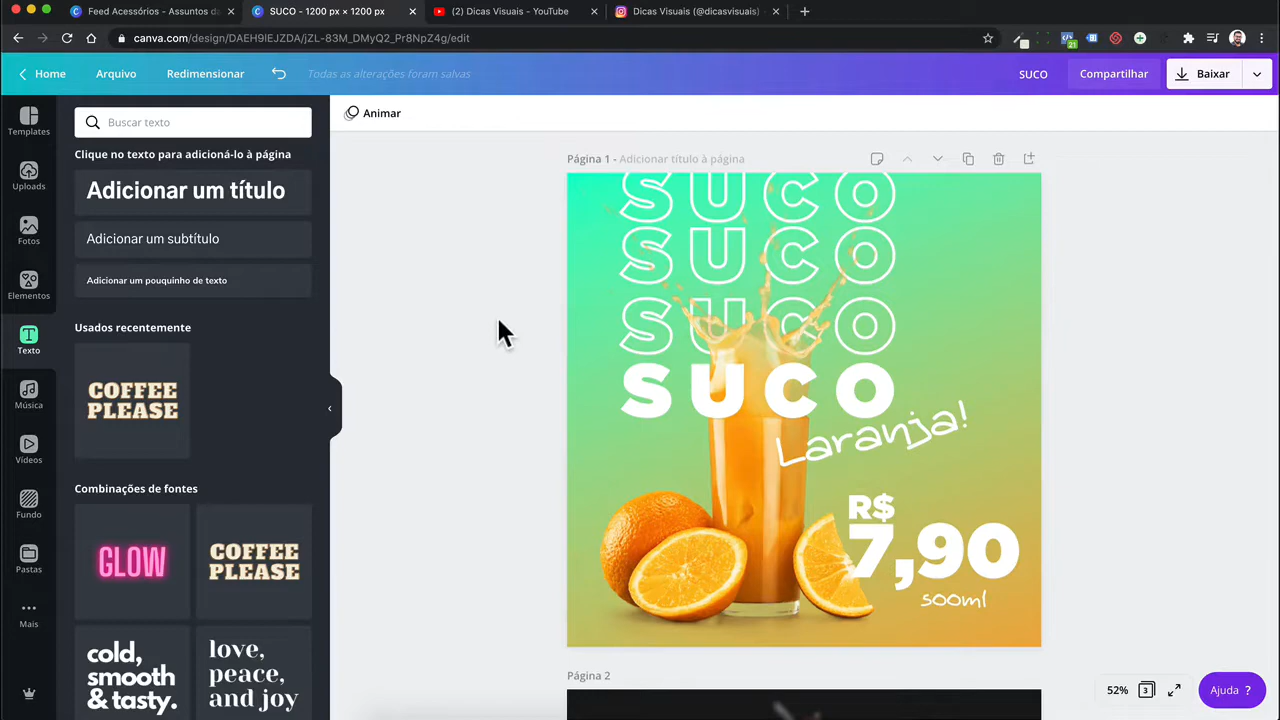 Feed Acessórios - Assuntos da
SUCO - 1200 px × 1200 px
(2) Dicas Visuais - YouTube
Dicas Visuais (@dicasvisuais)
canva.com/design/DAEH9IEJZDA/jZL-83M_DMyQ2_Pr8NpZ4g/edit
21
Home
Arquivo
Redimensionar
Todas as alterações foram salvas
SUCO
Compartilhar
Baixar
Templates
Uploads
Fotos
Elementos
Texto
Música
Vídeos
Fundo
Pastas
Mais
Buscar texto
Clique no texto para adicioná-lo à página
Adicionar um título
Adicionar um subtítulo
Adicionar um pouquinho de texto
Usados recentemente
COFFEE
PLEASE
Combinações de fontes
GLOW
COFFEE
PLEASE
cold,
smooth
& tasty.
love,
peace,
and joy
Animar
Página 1 - Adicionar título à página
SUCO
SUCO
SUCO
SUCO
Laranja!
R$
7,90
500ml
Página 2
52%
3
Ajuda ?